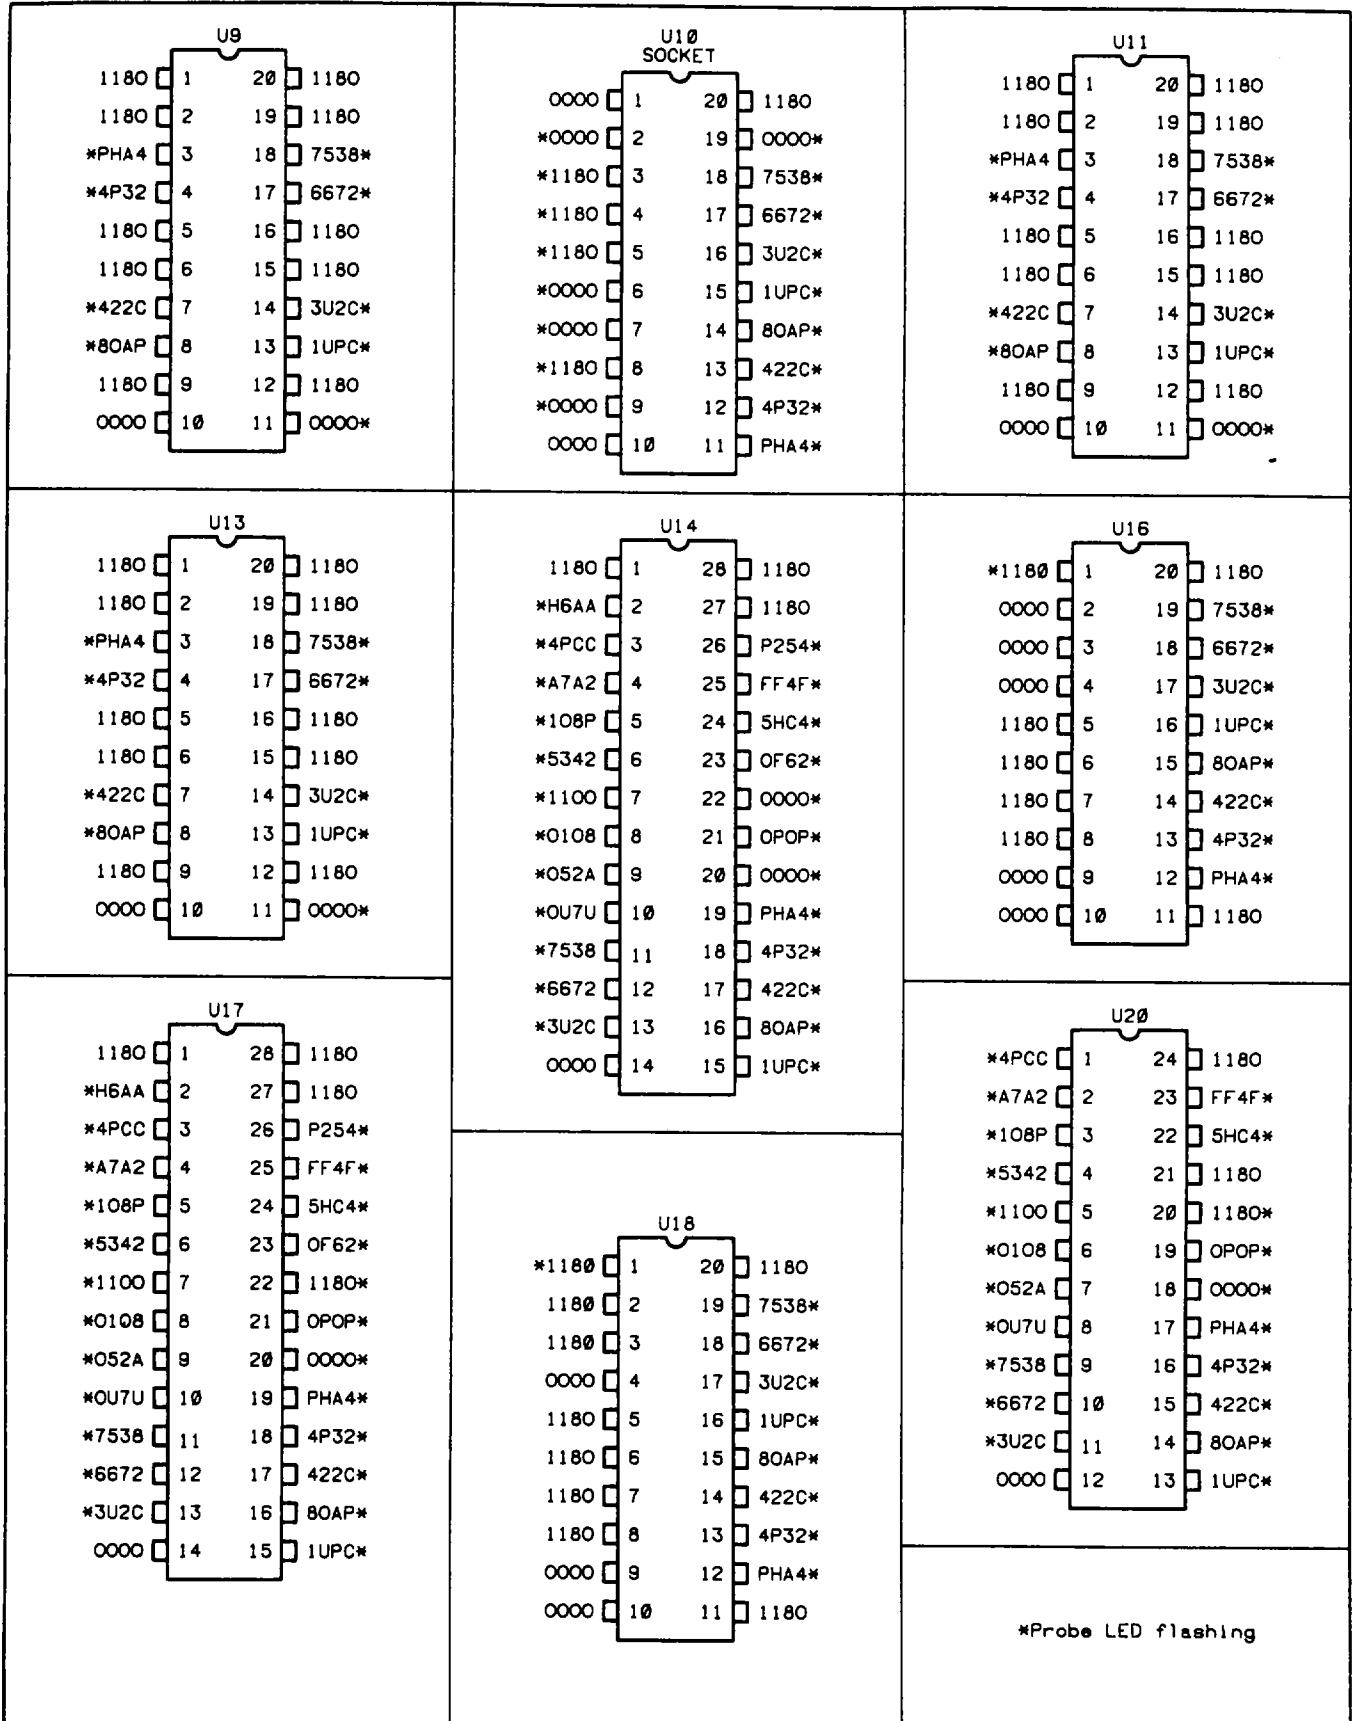 U9
1180 1 20 1180
1180 2 19 1180
*PHA4 3 18 7538*
*4P32 4 17 6672*
1180 5 16 1180
1180 6 15 1180
*422C 7 14 3U2C*
*80AP 8 13 1UPC*
1180 9 12 1180
0000 10 11 0000*
U10
SOCKET
0000 1 20 1180
*0000 2 19 0000*
*1180 3 18 7538*
*1180 4 17 6672*
*1180 5 16 3U2C*
*0000 6 15 1UPC*
*0000 7 14 80AP*
*1180 8 13 422C*
*0000 9 12 4P32*
0000 10 11 PHA4*
U11
1180 1 20 1180
1180 2 19 1180
*PHA4 3 18 7538*
*4P32 4 17 6672*
1180 5 16 1180
1180 6 15 1180
*422C 7 14 3U2C*
*80AP 8 13 1UPC*
1180 9 12 1180
0000 10 11 0000*
U13
1180 1 20 1180
1180 2 19 1180
*PHA4 3 18 7538*
*4P32 4 17 6672*
1180 5 16 1180
1180 6 15 1180
*422C 7 14 3U2C*
*80AP 8 13 1UPC*
1180 9 12 1180
0000 10 11 0000*
U14
1180 1 28 1180
*H6AA 2 27 1180
*4PCC 3 26 P254*
*A7A2 4 25 FF4F*
*108P 5 24 5HC4*
*5342 6 23 0F62*
*1100 7 22 0000*
*0108 8 21 0P0P*
*052A 9 20 0000*
*0U7U 10 19 PHA4*
*7538 11 18 4P32*
*6672 12 17 422C*
*3U2C 13 16 80AP*
0000 14 15 1UPC*
U16
*1180 1 20 1180
0000 2 19 7538*
0000 3 18 6672*
0000 4 17 3U2C*
1180 5 16 1UPC*
1180 6 15 80AP*
1180 7 14 422C*
1180 8 13 4P32*
0000 9 12 PHA4*
0000 10 11 1180
U17
1180 1 28 1180
*H6AA 2 27 1180
*4PCC 3 26 P254*
*A7A2 4 25 FF4F*
*108P 5 24 5HC4*
*5342 6 23 0F62*
*1100 7 22 1180*
*0108 8 21 0P0P*
*052A 9 20 0000*
*0U7U 10 19 PHA4*
*7538 11 18 4P32*
*6672 12 17 422C*
*3U2C 13 16 80AP*
0000 14 15 1UPC*
U18
*1180 1 20 1180
1180 2 19 7538*
1180 3 18 6672*
0000 4 17 3U2C*
1180 5 16 1UPC*
1180 6 15 80AP*
1180 7 14 422C*
1180 8 13 4P32*
0000 9 12 PHA4*
0000 10 11 1180
U20
*4PCC 1 24 1180
*A7A2 2 23 FF4F*
*108P 3 22 5HC4*
*5342 4 21 1180
*1100 5 20 1180*
*0108 6 19 0P0P*
*052A 7 18 0000*
*0U7U 8 17 PHA4*
*7538 9 16 4P32*
*6672 10 15 422C*
*3U2C 11 14 80AP*
0000 12 13 1UPC*
*Probe LED flashing